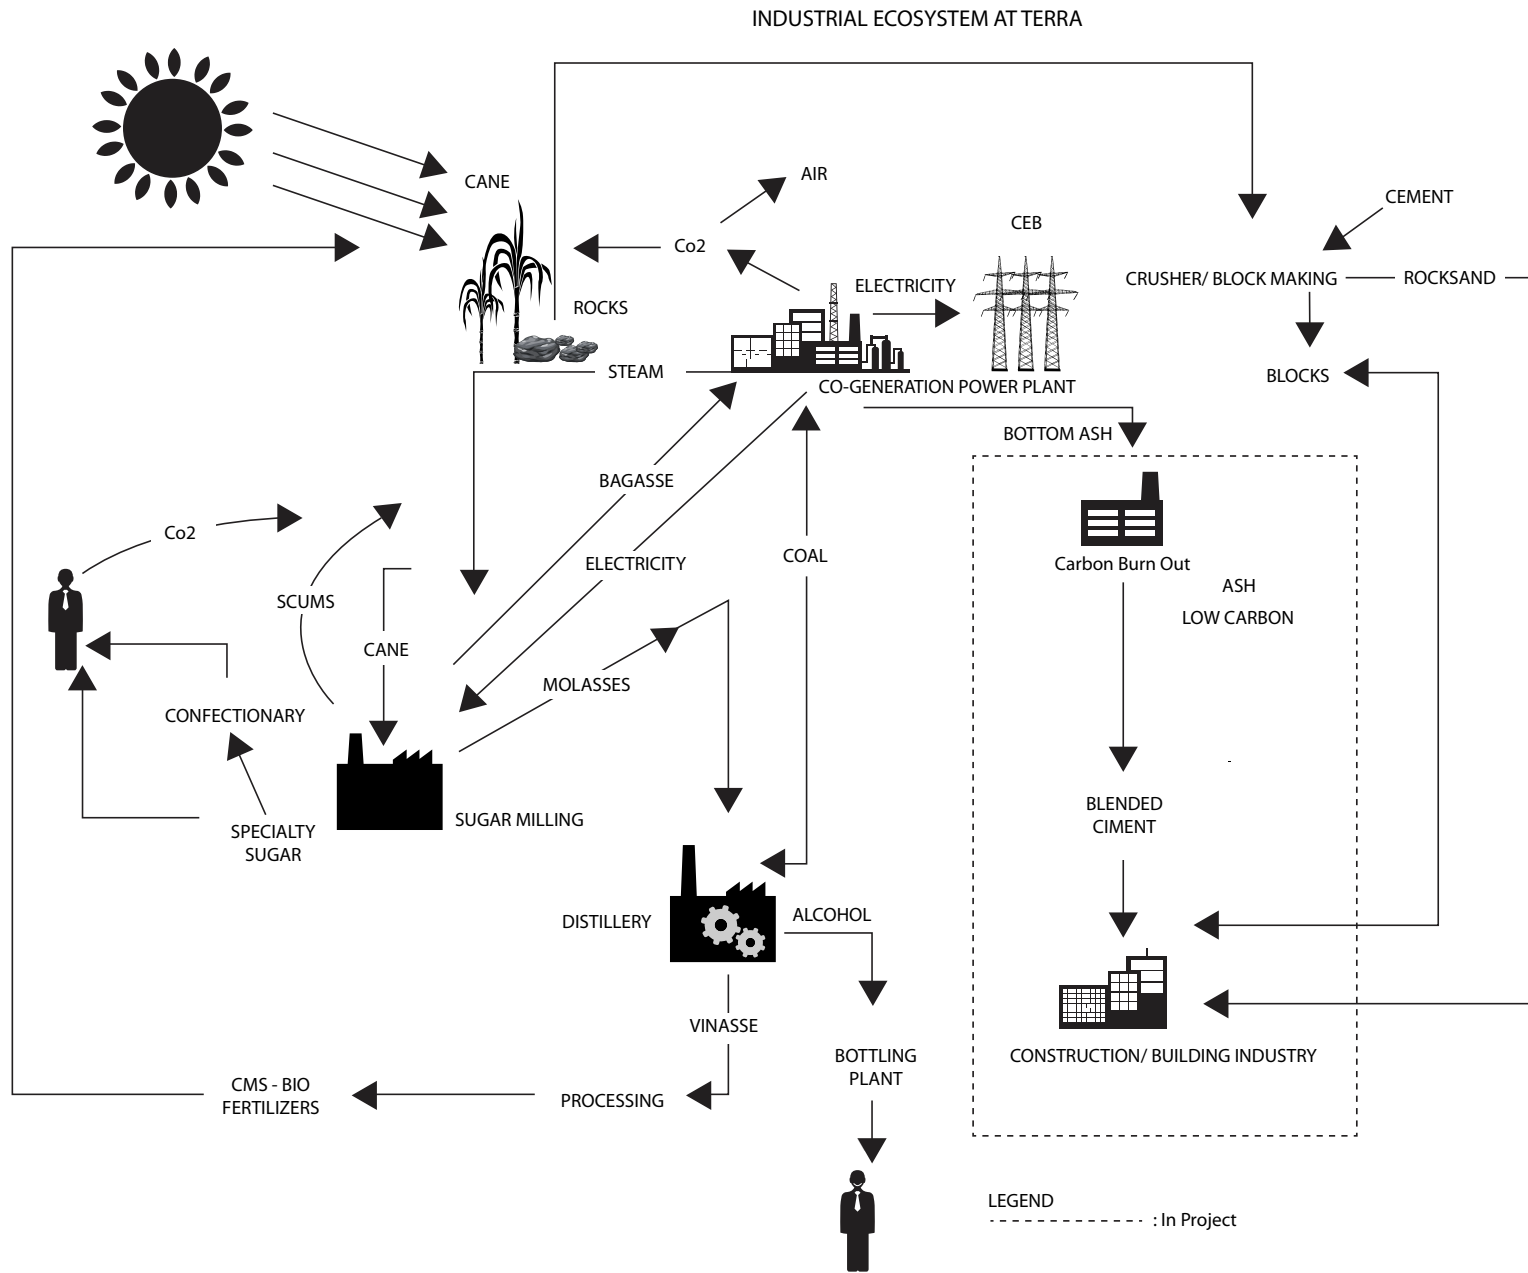 INDUSTRIAL ECOSYSTEM AT TERRA
AIR
CANE
CEMENT
CEB
Co2
CRUSHER/ BLOCK MAKING
ROCKSAND
ELECTRICITY
ROCKS
STEAM
BLOCKS
CO-GENERATION POWER PLANT
BOTTOM ASH
BAGASSE
Co2
COAL
ELECTRICITY
Carbon Burn Out
ASH
LOW CARBON
SCUMS
CANE
MOLASSES
CONFECTIONARY
BLENDED
CIMENT
SUGAR MILLING
SPECIALTY
SUGAR
ALCOHOL
DISTILLERY
VINASSE
BOTTLING
PLANT
CONSTRUCTION/ BUILDING INDUSTRY
CMS - BIO
FERTILIZERS
PROCESSING
LEGEND
: In Project